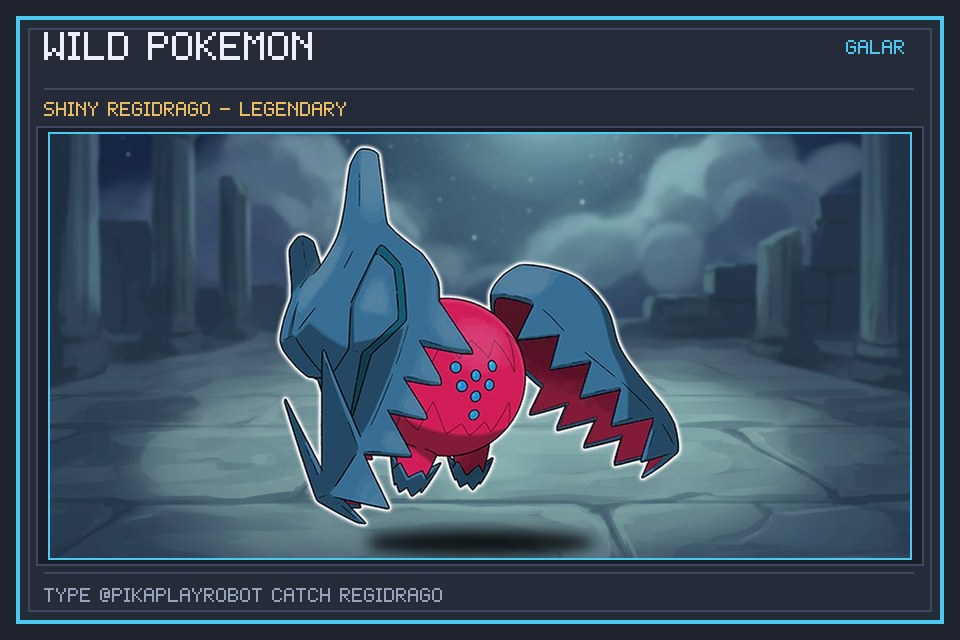 WILD POKEMON
GALAR
SHINY REGIDRAGO - LEGENDARY
TYPE @PIKAPLAYROBOT CATCH REGIDRAGO